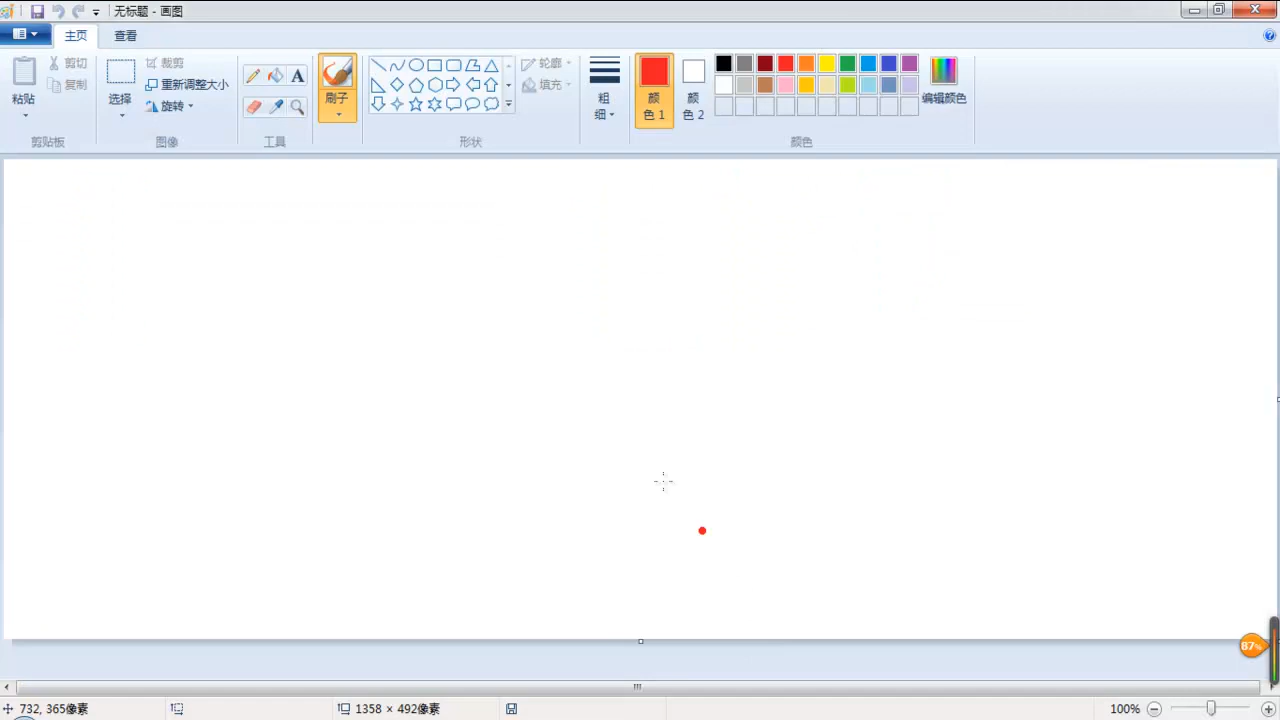 无标题 - 画图
主页 查看
粘贴 剪切 复制 剪贴板
选择 裁剪 重新调整大小 旋转 图像
A 工具
刷子
形状 轮廓 填充
粗细
颜色 1
颜色 2
编辑颜色
颜色
87%
732, 365像素 1358 × 492像素 100%